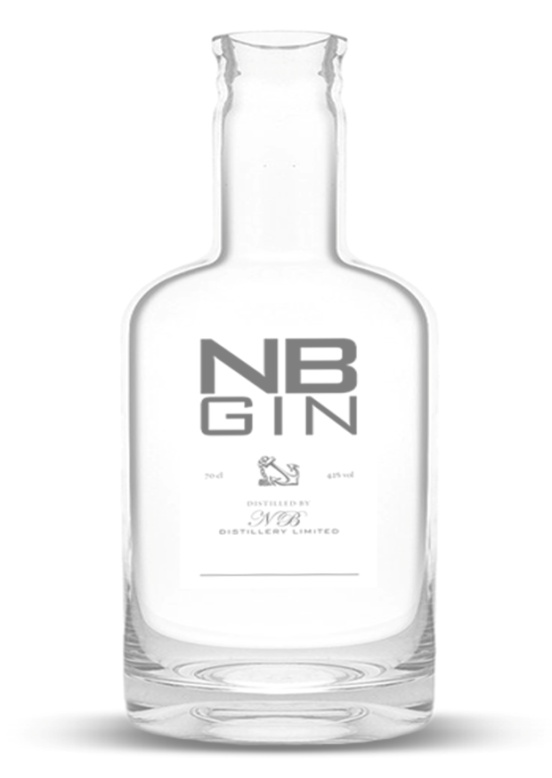 NB
GIN
70 cl 42% vol
DISTILLED BY
NB
DISTILLERY LIMITED